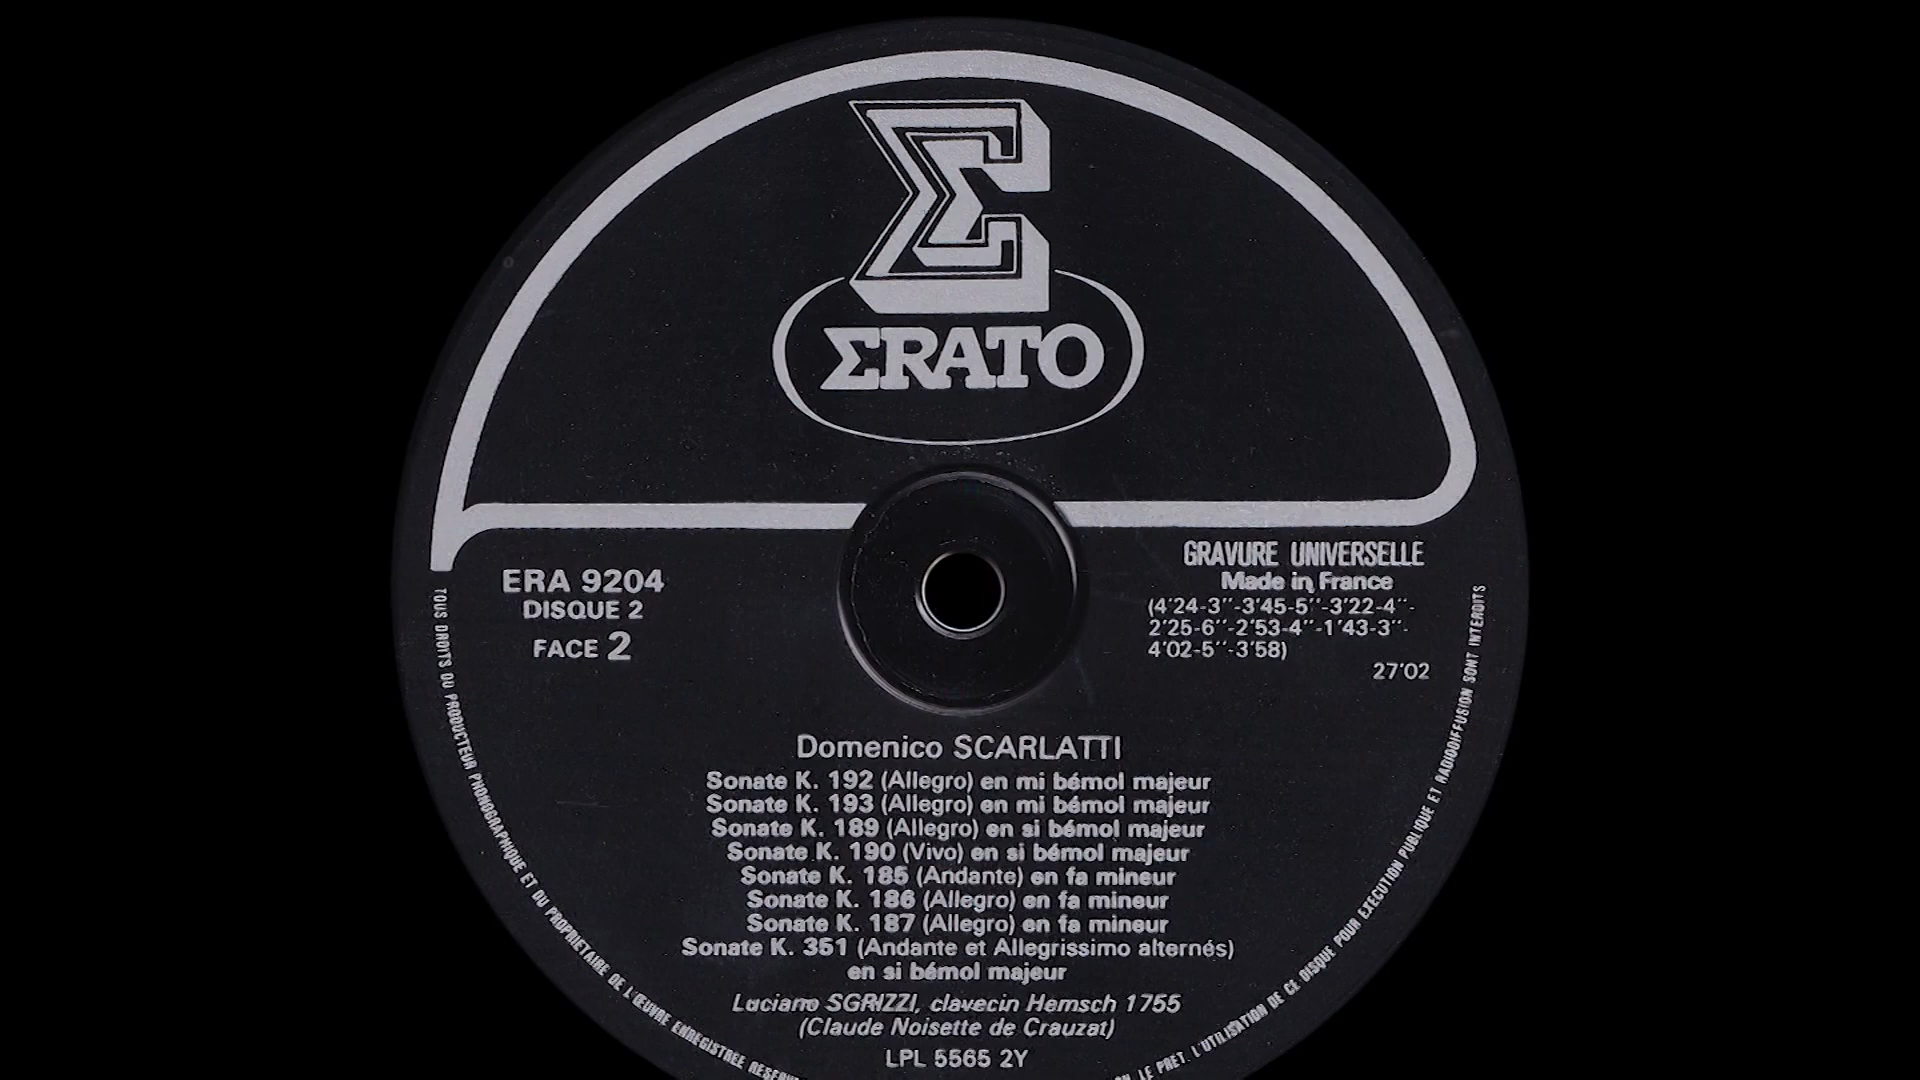 Σ
ΣRATO
ERA 9204
DISQUE 2
FACE 2
GRAVURE UNIVERSELLE
Made in France
(4'24-3''-3'45-5''-3'22-4''-
2'25-6''-2'53-4''-1'43-3''-
4'02-5''-3'58)
27'02
Domenico SCARLATTI
Sonate K. 192 (Allegro) en mi bémol majeur
Sonate K. 193 (Allegro) en mi bémol majeur
Sonate K. 189 (Allegro) en si bémol majeur
Sonate K. 190 (Vivo) en si bémol majeur
Sonate K. 185 (Andante) en fa mineur
Sonate K. 186 (Allegro) en fa mineur
Sonate K. 187 (Allegro) en fa mineur
Sonate K. 351 (Andante et Allegrissimo alternés)
en si bémol majeur
Luciano SGRIZZI, clavecin Hemsch 1755
(Claude Noisette de Crauzat)
LPL 5565 2Y
TOUS DROITS DU PRODUCTEUR PHONOGRAPHIQUE ET DU PROPRIETAIRE DE L'ŒUVRE ENREGISTREE RESERV
LE PRET. L'UTILISATION DE CE DISQUE POUR EXECUTION PUBLIQUE ET RADIODIFFUSION SONT INTERDITS